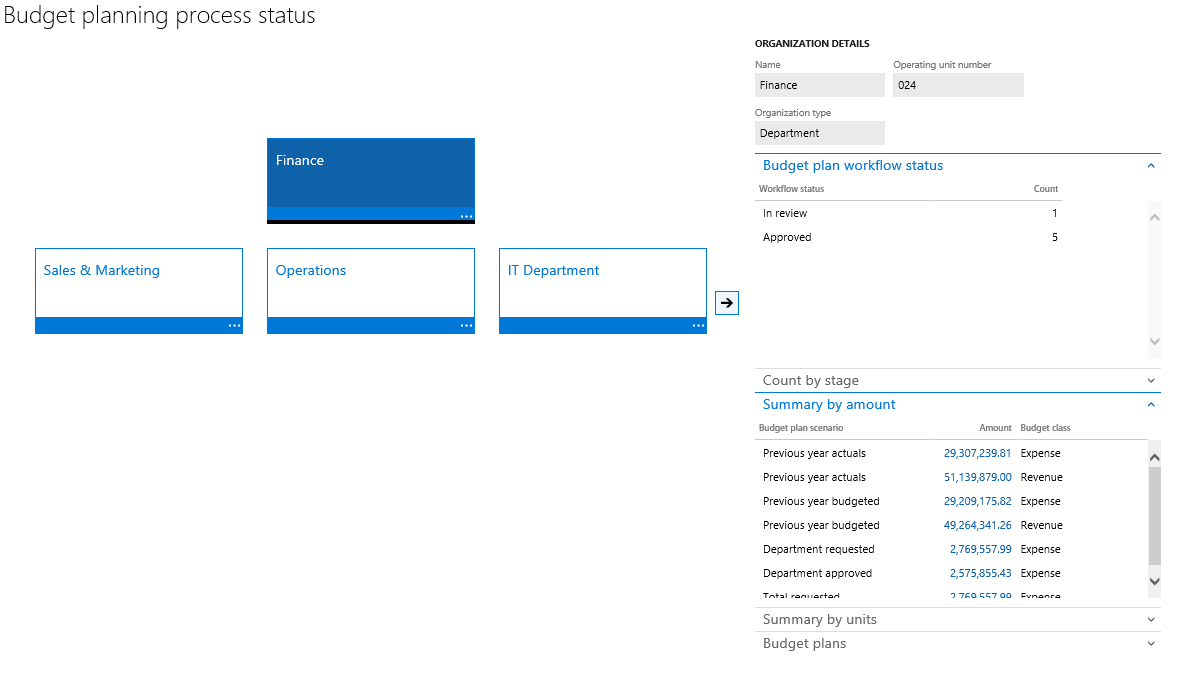 Budget planning process status
Finance
Sales & Marketing
Operations
IT Department
ORGANIZATION DETAILS
Name Operating unit number
Finance 024
Organization type
Department
Budget plan workflow status
Workflow status Count
In review 1
Approved 5
Count by stage
Summary by amount
Budget plan scenario Amount Budget class
Previous year actuals 29,307,239.81 Expense
Previous year actuals 51,139,879.00 Revenue
Previous year budgeted 29,209,175.82 Expense
Previous year budgeted 49,264,341.26 Revenue
Department requested 2,769,557.99 Expense
Department approved 2,575,855.43 Expense
Total requested 2,769,557.99 Expense
Summary by units
Budget plans